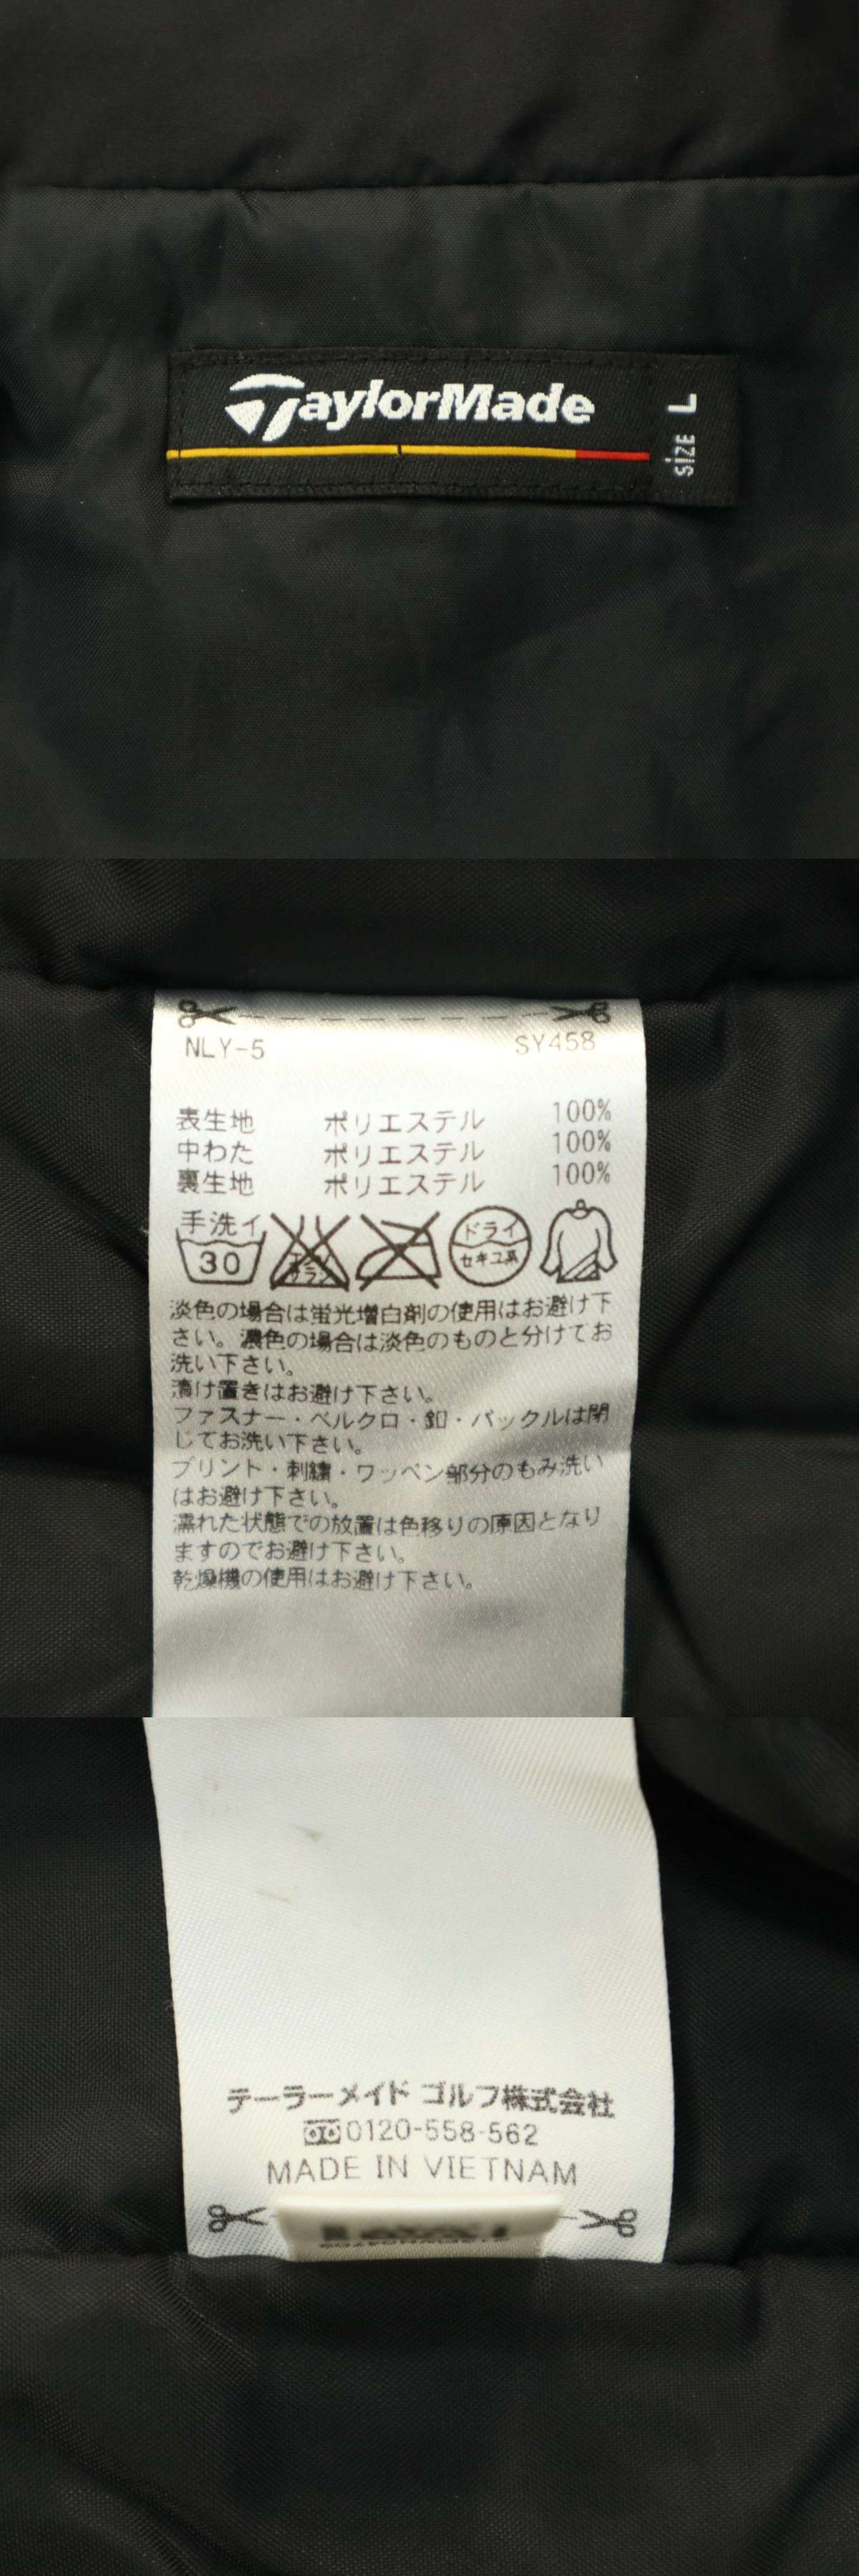 TaylorMade
SIZE L
NLY-5 SY458
表生地 ポリエステル 100%
中わた ポリエステル 100%
裏生地 ポリエステル 100%
手洗イ
30
エンソ
サラシ
ドライ
セキユ系
淡色の場合は蛍光増白剤の使用はお避け下
さい。濃色の場合は淡色のものと分けてお
洗い下さい。
漬け置きはお避け下さい。
ファスナー・ベルクロ・釦・バックルは閉
じてお洗い下さい。
プリント・刺繍・ワッペン部分のもみ洗い
はお避け下さい。
濡れた状態での放置は色移りの原因となり
ますのでお避け下さい。
乾燥機の使用はお避け下さい。
テーラーメイド ゴルフ株式会社
0120-558-562
MADE IN VIETNAM